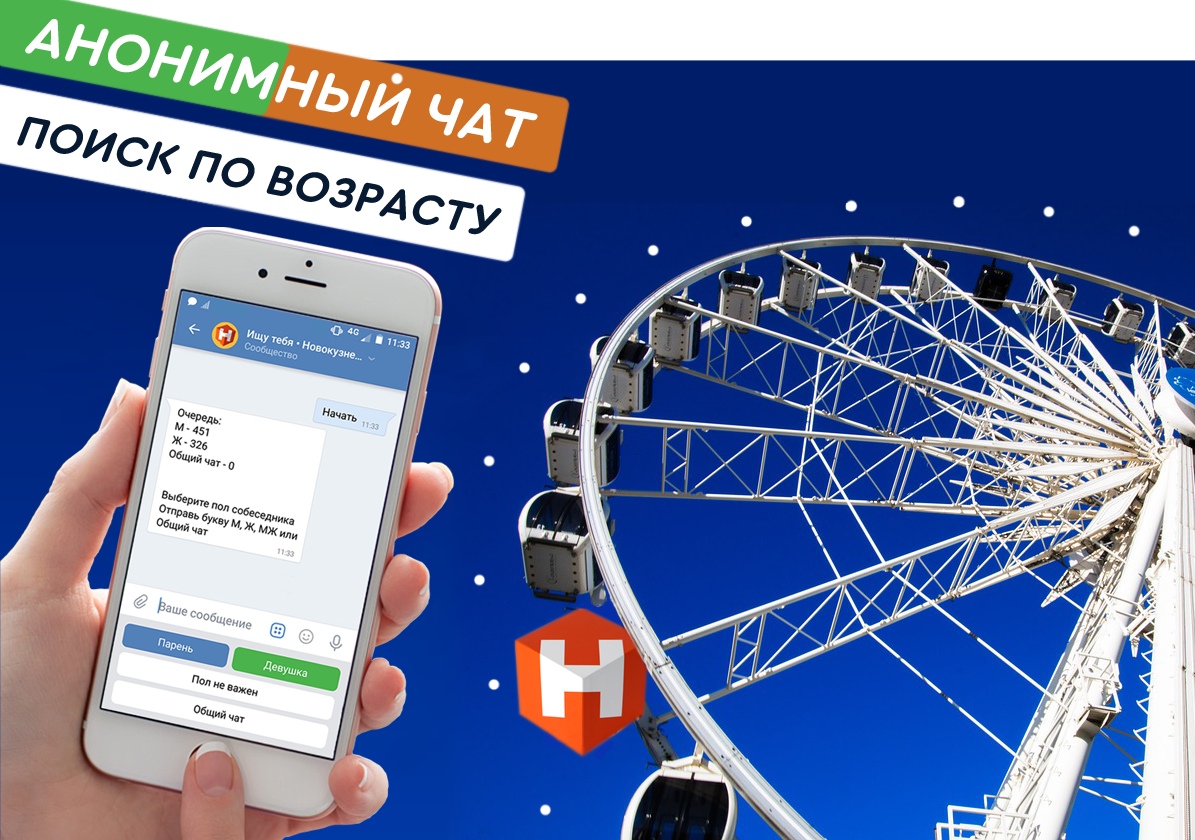 АНОНИМНЫЙ ЧАТ
ПОИСК ПО ВОЗРАСТУ
4G 11:33
Ищу тебя • Новокузне...
Сообщество
Начать 11:33
Очередь:
М - 451
Ж - 326
Общий чат - 0
Выберите пол собеседника
Отправь букву М, Ж, МЖ или
Общий чат
11:33
Ваше сообщение
Парень
Девушка
Пол не важен
Общий чат
Н